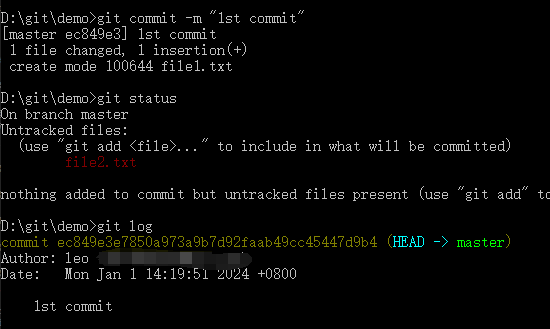 D:\git\demo>git commit -m "1st commit"
[master ec849e3] 1st commit
 1 file changed, 1 insertion(+)
 create mode 100644 file1.txt
D:\git\demo>git status
On branch master
Untracked files:
  (use "git add <file>..." to include in what will be committed)
        file2.txt
nothing added to commit but untracked files present (use "git add" to
D:\git\demo>git log
commit ec849e3e7850a973a9b7d92faab49cc45447d9b4 (HEAD -> master)
Author: leo
Date:   Mon Jan 1 14:19:51 2024 +0800
    1st commit